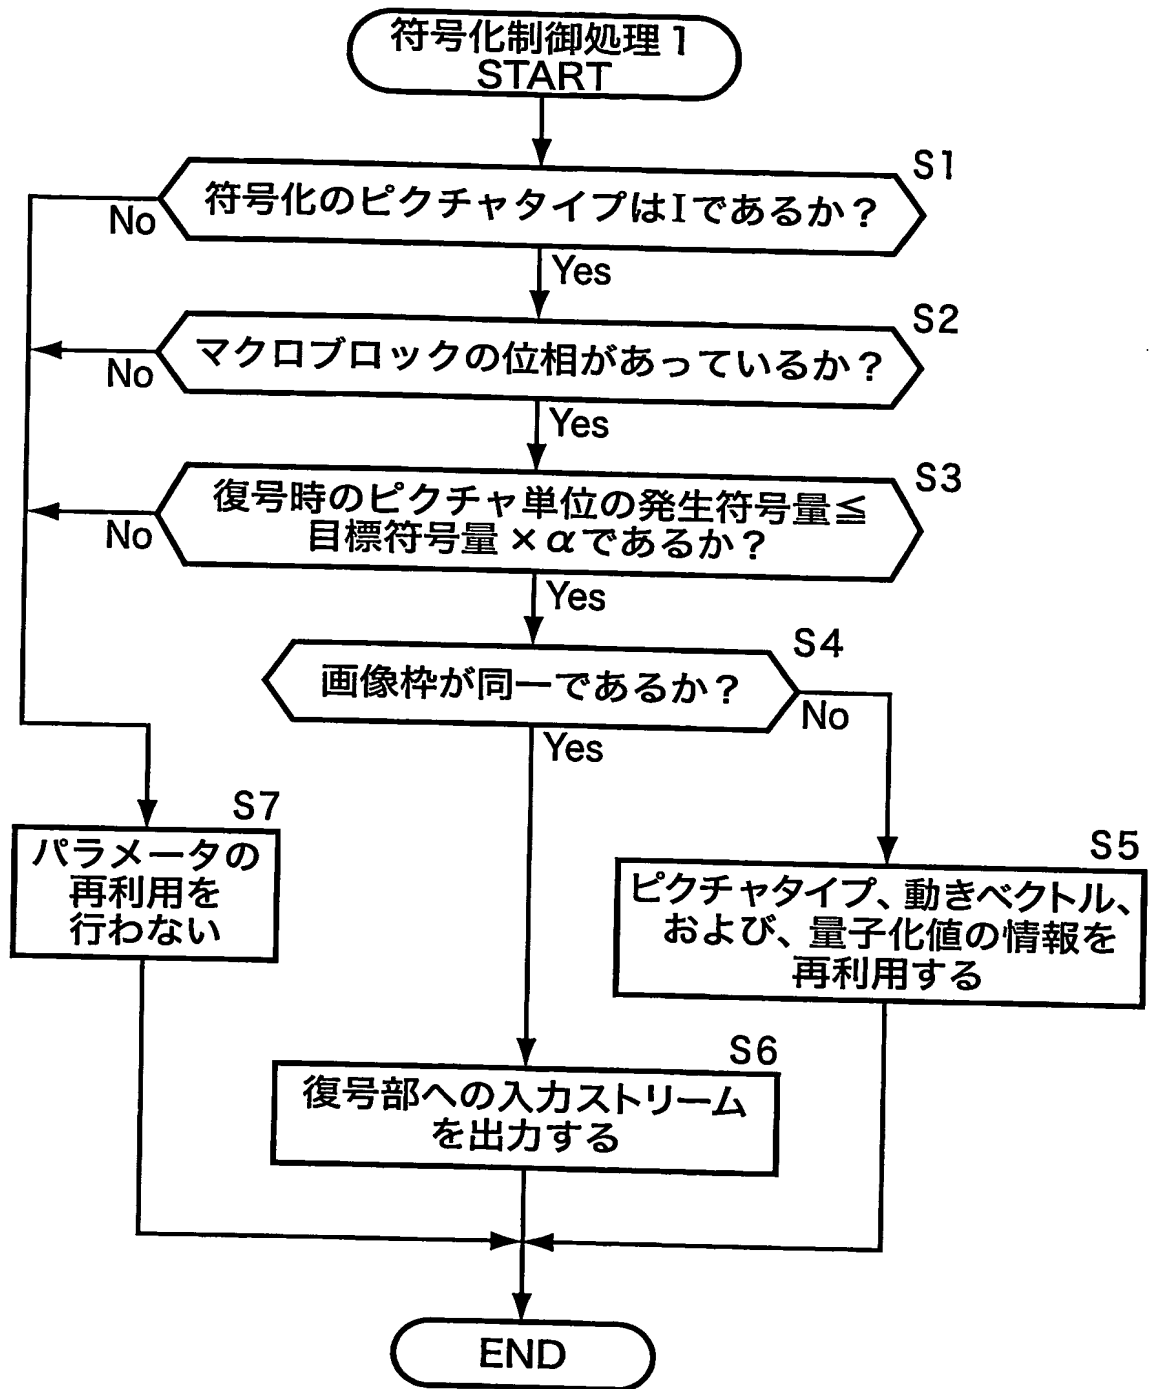 符号化制御処理1
START
S1
符号化のピクチャタイプはIであるか？
No
Yes
S2
マクロブロックの位相があっているか？
No
Yes
S3
復号時のピクチャ単位の発生符号量≦
目標符号量×αであるか？
No
Yes
S4
画像枠が同一であるか？
No
Yes
S7
パラメータの
再利用を
行わない
S5
ピクチャタイプ、動きベクトル、
および、量子化値の情報を
再利用する
S6
復号部への入力ストリーム
を出力する
END